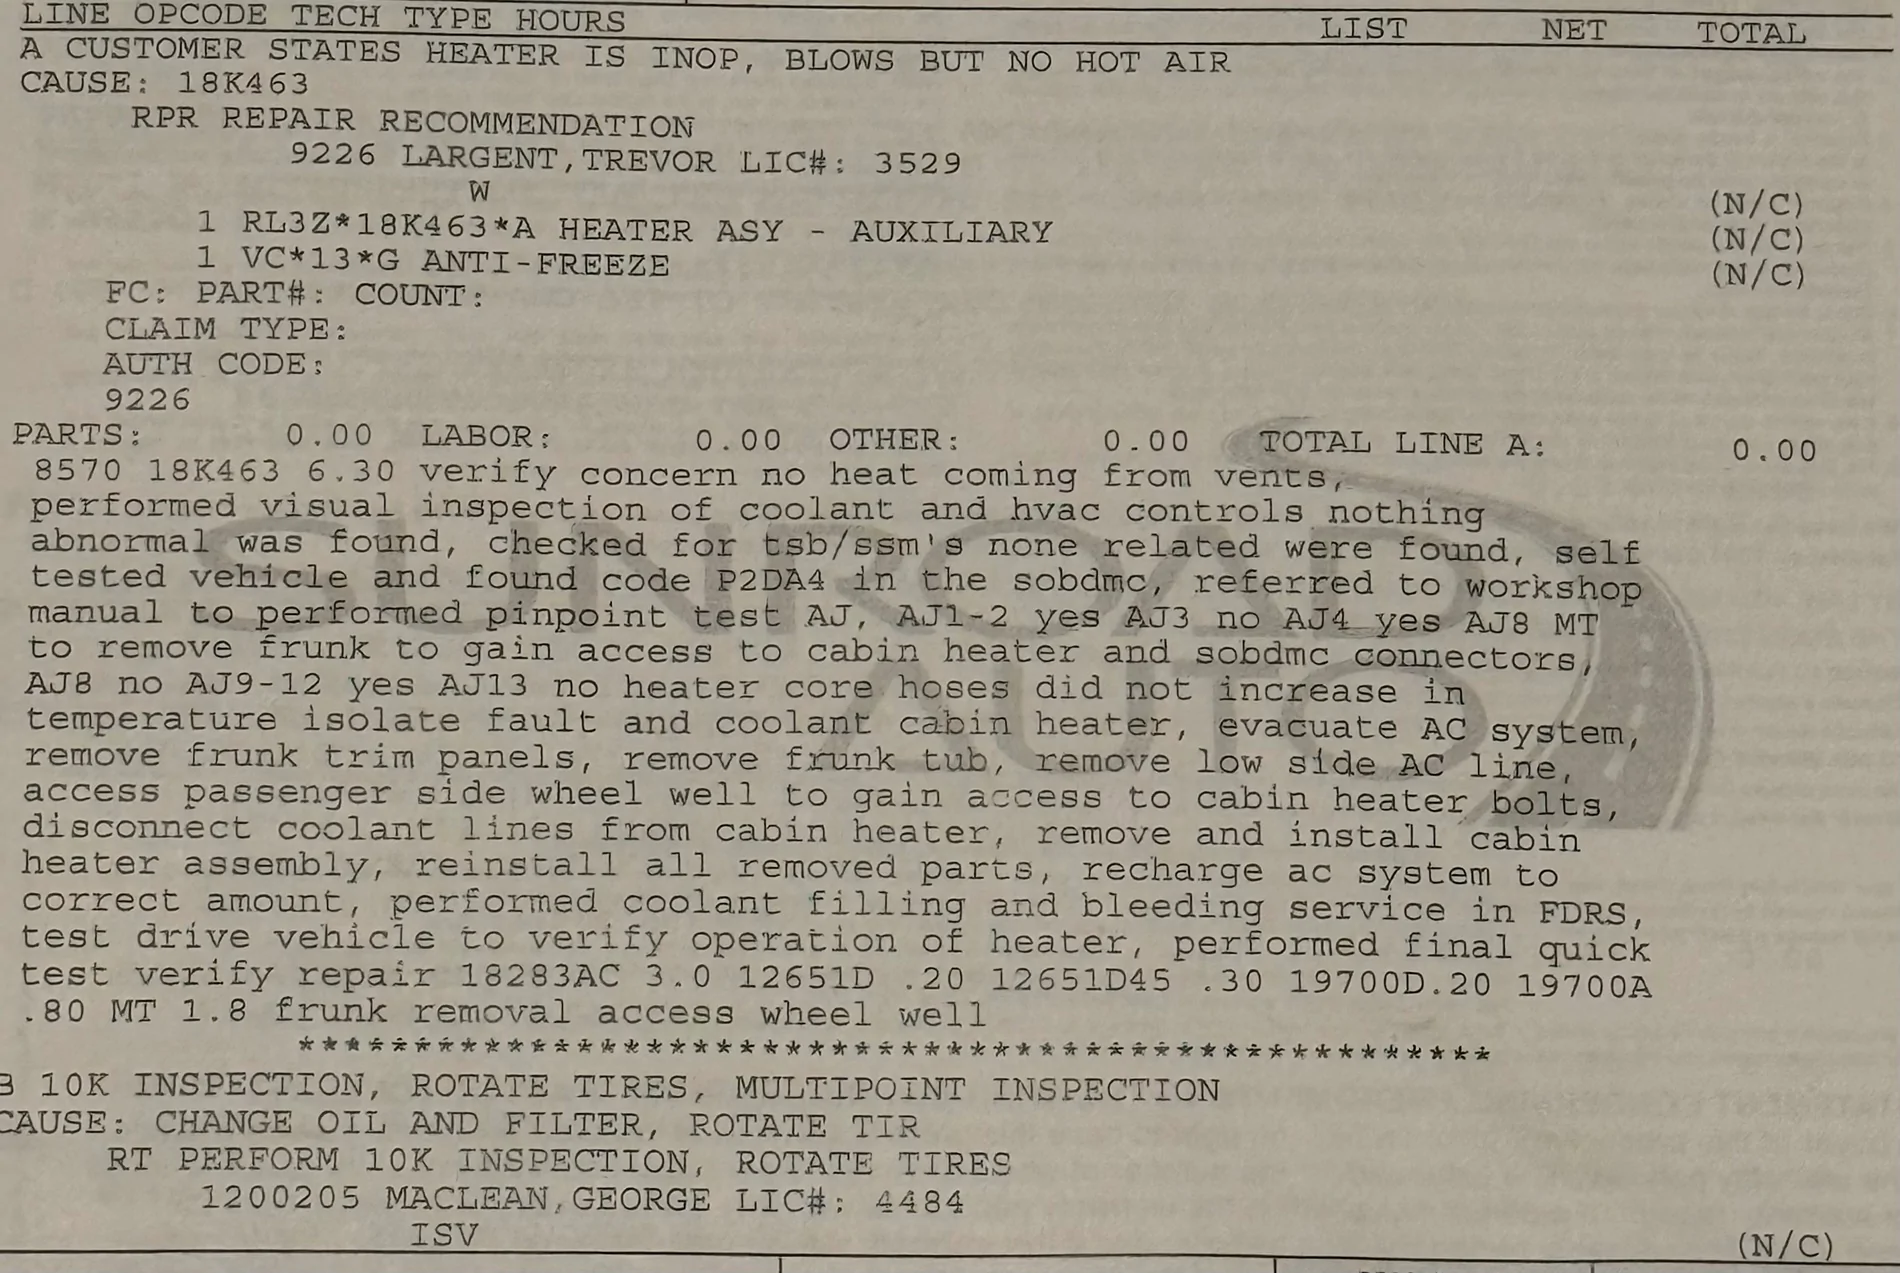 LINE OPCODE TECH TYPE HOURS LIST NET TOTAL
A CUSTOMER STATES HEATER IS INOP, BLOWS BUT NO HOT AIR
CAUSE: 18K463
RPR REPAIR RECOMMENDATION
9226 LARGENT,TREVOR LIC#: 3529
W (N/C)
1 RL3Z*18K463*A HEATER ASY - AUXILIARY (N/C)
1 VC*13*G ANTI-FREEZE (N/C)
FC: PART#: COUNT:
CLAIM TYPE:
AUTH CODE:
9226
PARTS: 0.00 LABOR: 0.00 OTHER: 0.00 TOTAL LINE A: 0.00
8570 18K463 6.30 verify concern no heat coming from vents,
performed visual inspection of coolant and hvac controls nothing
abnormal was found, checked for tsb/ssm's none related were found, self
tested vehicle and found code P2DA4 in the sobdmc, referred to workshop
manual to performed pinpoint test AJ, AJ1-2 yes AJ3 no AJ4 yes AJ8 MT
to remove frunk to gain access to cabin heater and sobdmc connectors,
AJ8 no AJ9-12 yes AJ13 no heater core hoses did not increase in
temperature isolate fault and coolant cabin heater, evacuate AC system,
remove frunk trim panels, remove frunk tub, remove low side AC line,
access passenger side wheel well to gain access to cabin heater bolts,
disconnect coolant lines from cabin heater, remove and install cabin
heater assembly, reinstall all removed parts, recharge ac system to
correct amount, performed coolant filling and bleeding service in FDRS,
test drive vehicle to verify operation of heater, performed final quick
test verify repair 18283AC 3.0 12651D .20 12651D45 .30 19700D.20 19700A
.80 MT 1.8 frunk removal access wheel well
***************************************************
B 10K INSPECTION, ROTATE TIRES, MULTIPOINT INSPECTION
CAUSE: CHANGE OIL AND FILTER, ROTATE TIR
RT PERFORM 10K INSPECTION, ROTATE TIRES
1200205 MACLEAN,GEORGE LIC#: 4484
ISV (N/C)